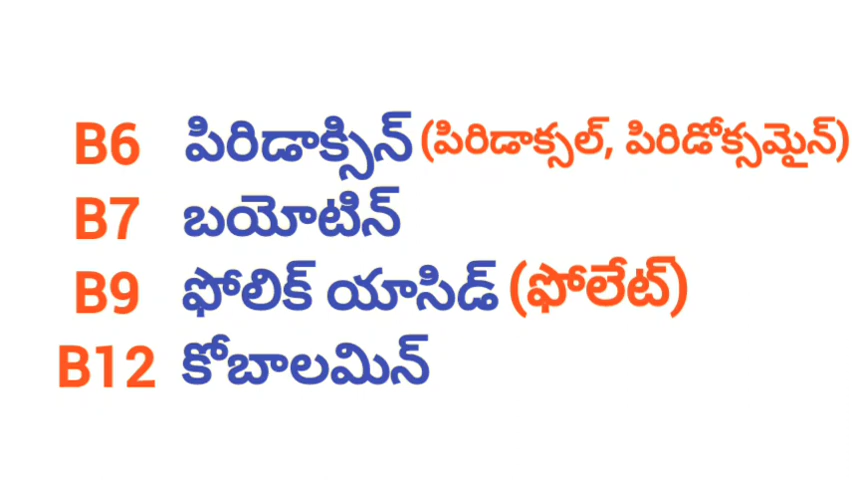 B6 పిరిడాక్సిన్ (పిరిడాక్సల్, పిరిడోక్సమైన్)
B7 బయోటిన్
B9 ఫోలిక్ యాసిడ్ (ఫోలేట్)
B12 కోబాలమిన్